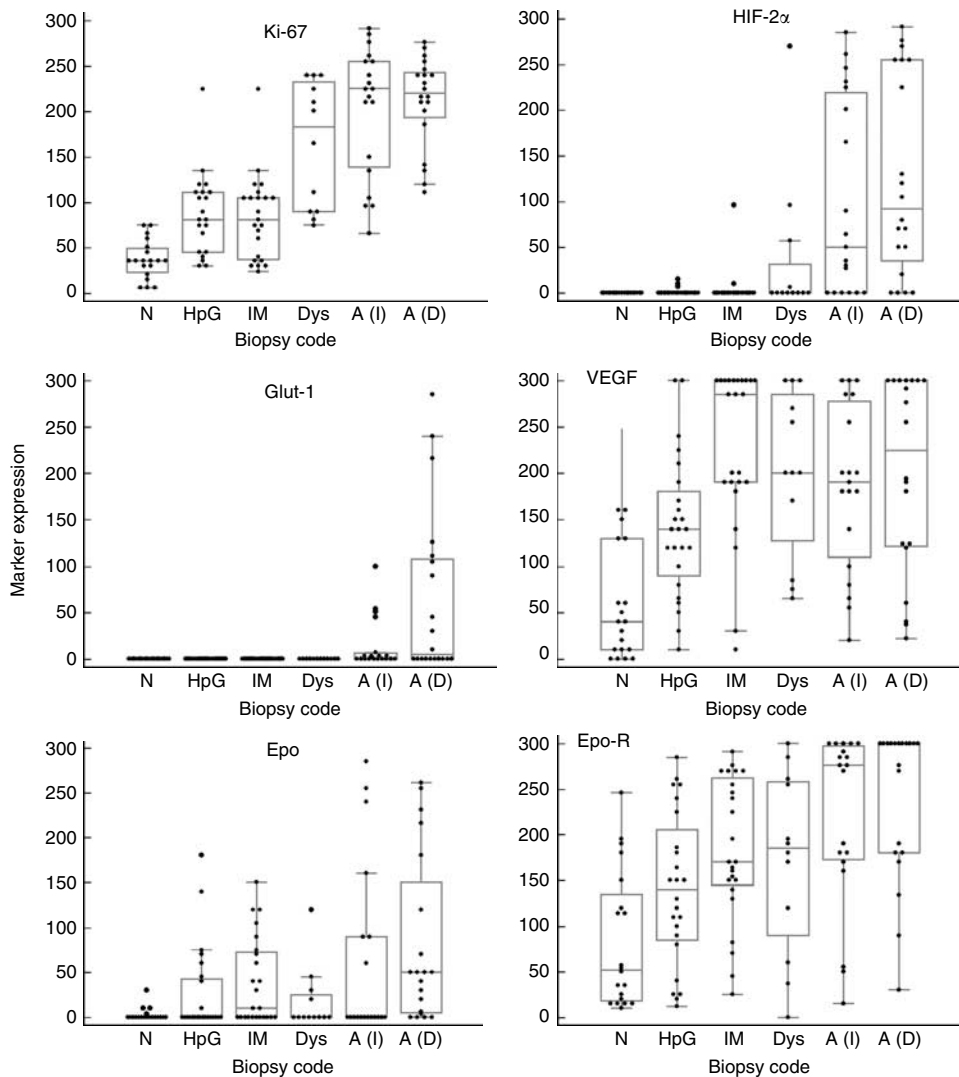 Ki-67
300
250
200
150
100
50
0
N HpG IM Dys A (I) A (D)
Biopsy code
HIF-2α
300
250
200
150
100
50
0
N HpG IM Dys A (I) A (D)
Biopsy code
Marker expression
Glut-1
300
250
200
150
100
50
0
N HpG IM Dys A (I) A (D)
Biopsy code
VEGF
300
250
200
150
100
50
0
N HpG IM Dys A (I) A (D)
Biopsy code
Epo
300
250
200
150
100
50
0
N HpG IM Dys A (I) A (D)
Biopsy code
Epo-R
300
250
200
150
100
50
0
N HpG IM Dys A (I) A (D)
Biopsy code